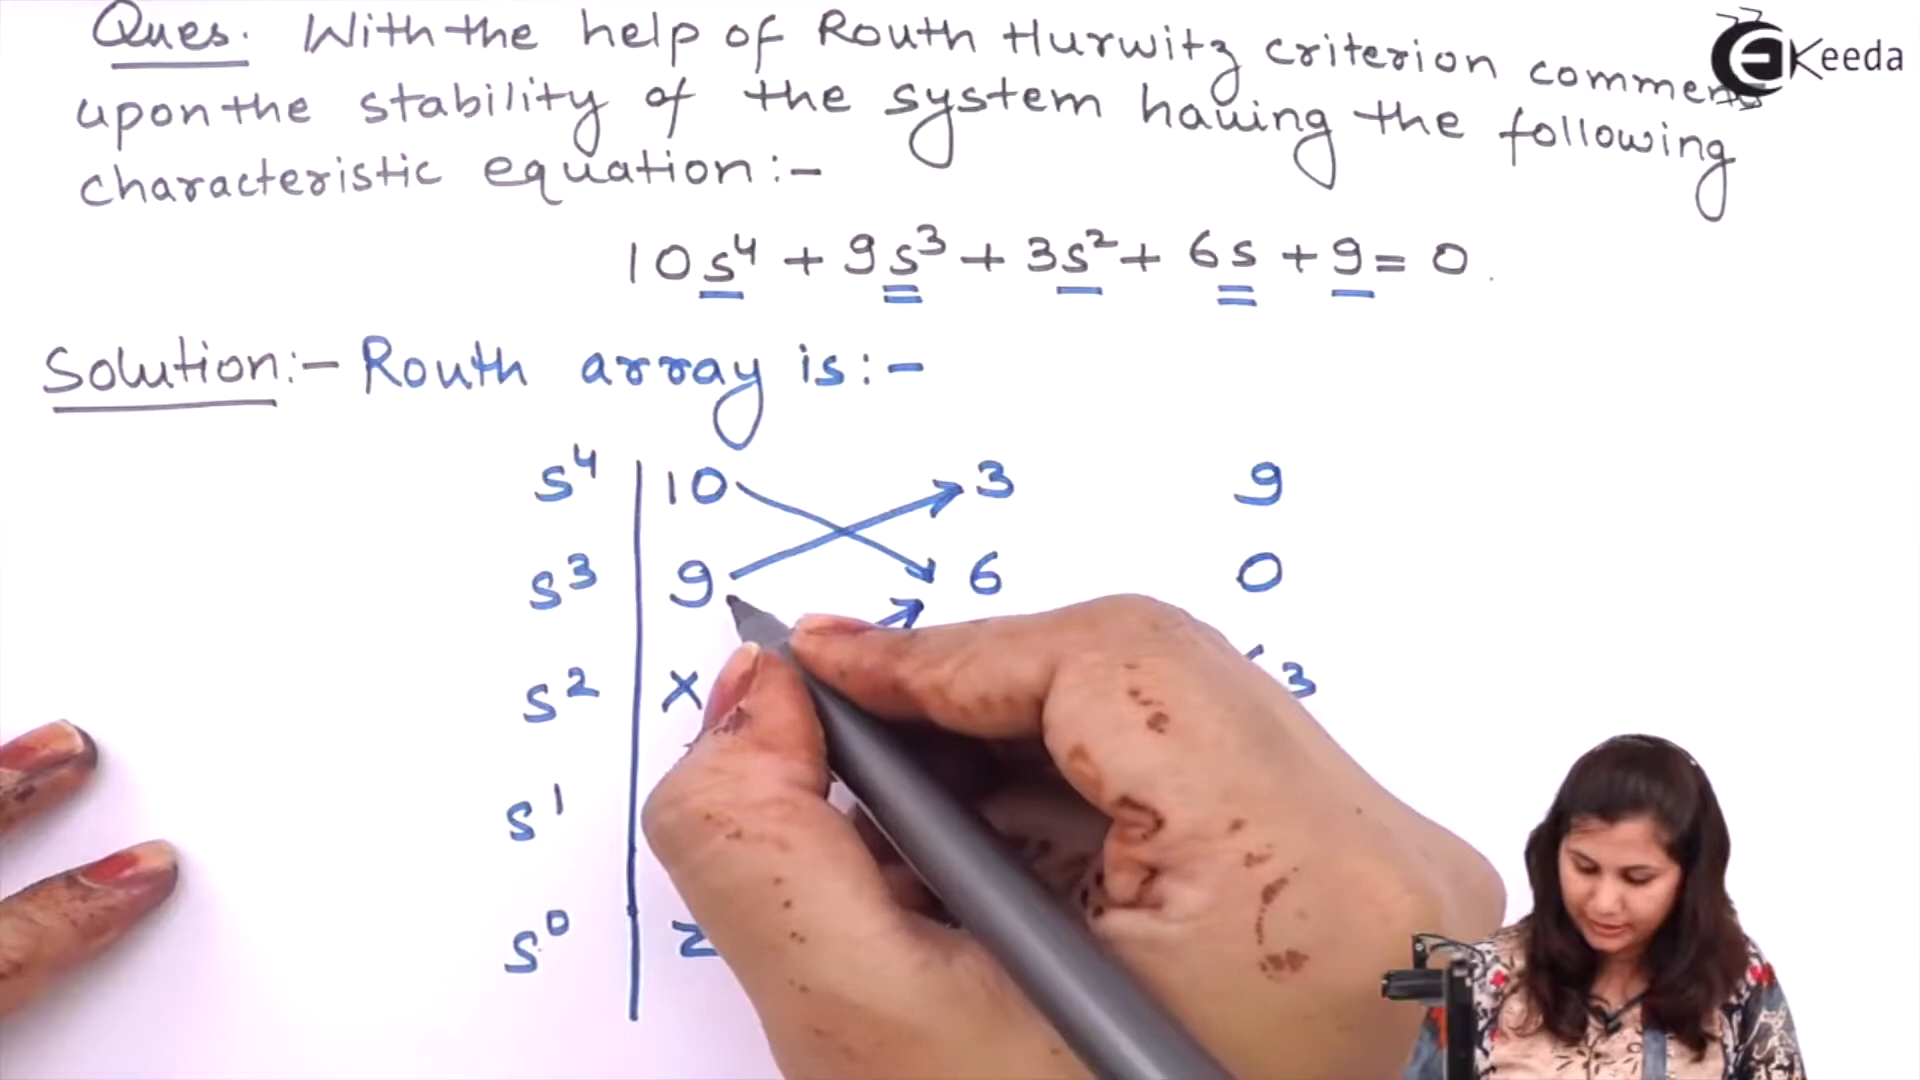 Ques. With the help of Routh Hurwitz criterion commen
upon the stability of the system having the following
characteristic equation:-
10s⁴ + 9s³ + 3s² + 6s + 9 = 0
Solution:- Routh array is:-
s⁴ 10 3 9
s³ 9 6 0
s² x 3
s¹
s⁰ z
EKeeda